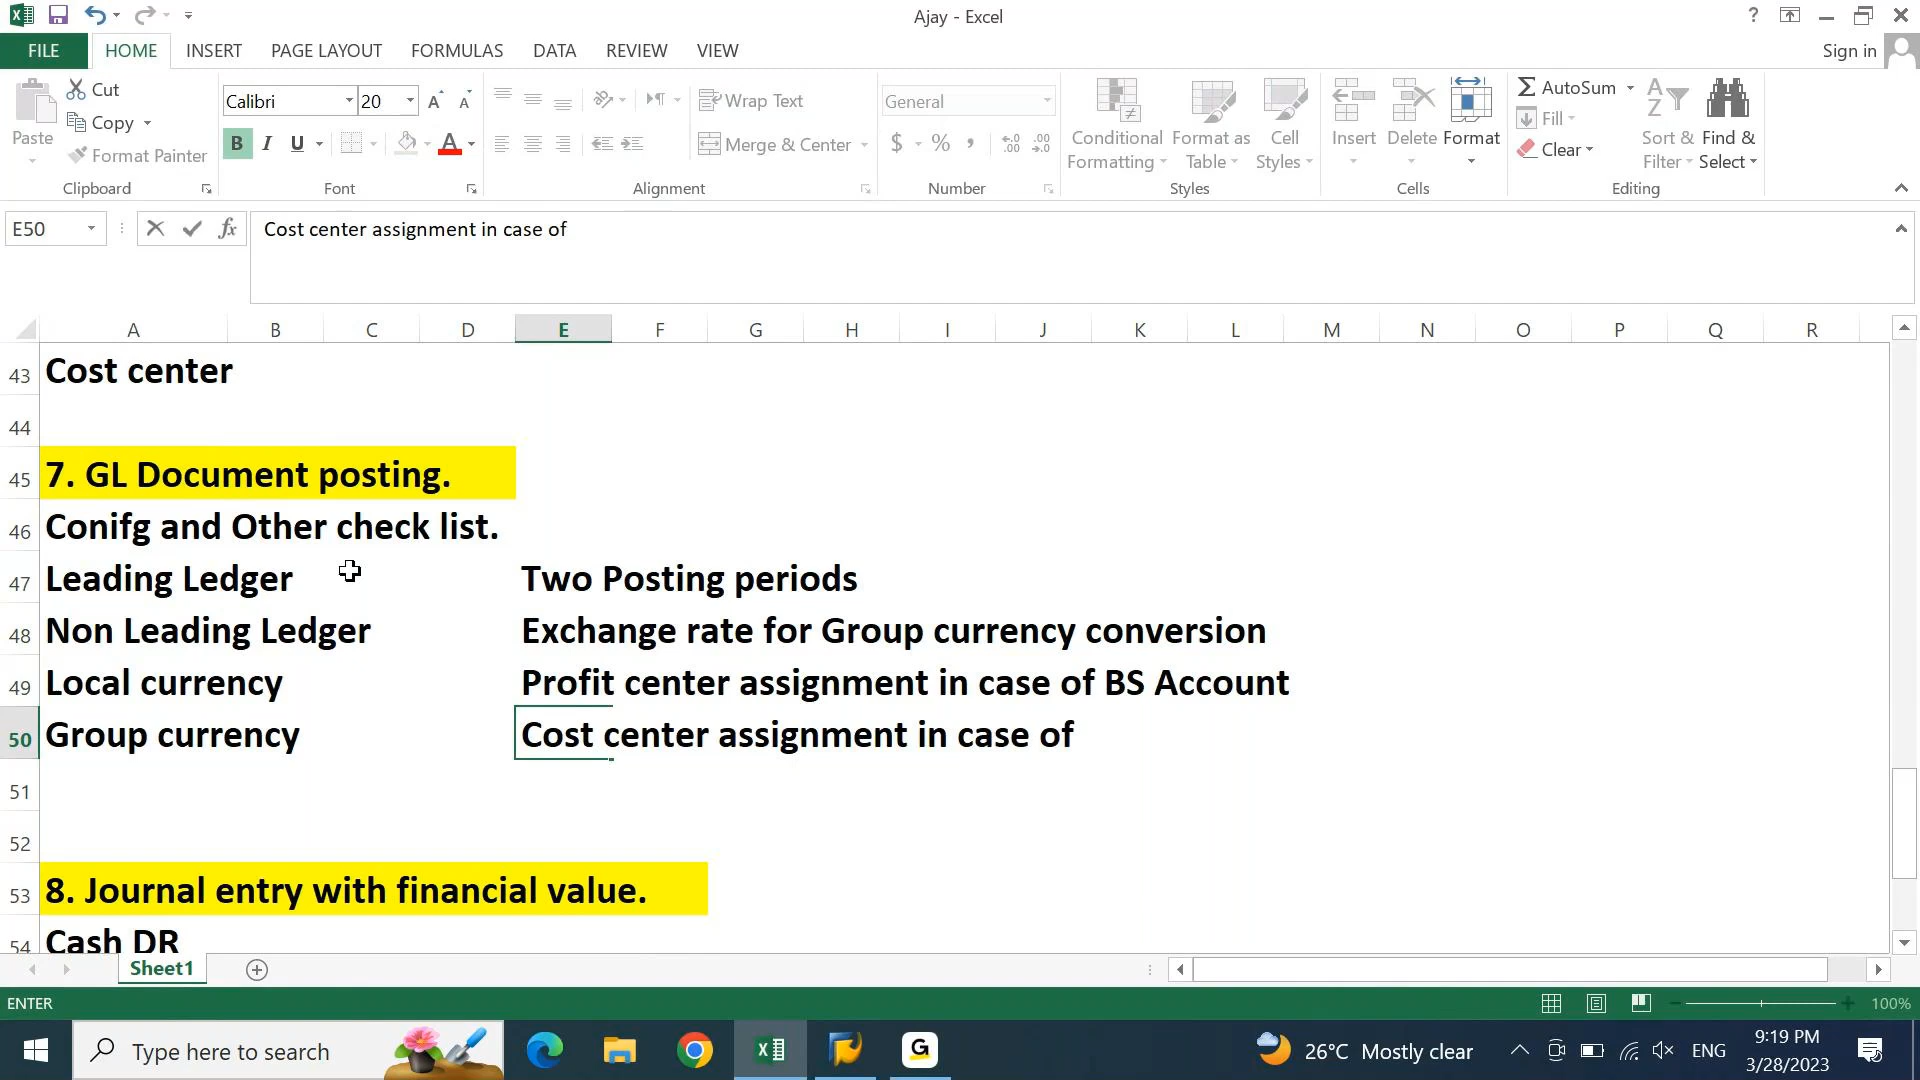 Ajay - Excel
?
FILE HOME INSERT PAGE LAYOUT FORMULAS DATA REVIEW VIEW Sign in
Paste Cut Copy Format Painter
Clipboard
Calibri 20 A A
B I U A
Font
Wrap Text
Merge & Center
Alignment
General
$ % , .0 .00 .00 .0
Number
Conditional Formatting Format as Table Cell Styles
Styles
Insert Delete Format
Cells
AutoSum Fill Clear Sort & Filter Find & Select
Editing
E50 fx Cost center assignment in case of
A B C D E F G H I J K L M N O P Q R
43 Cost center
44
45 7. GL Document posting.
46 Conifg and Other check list.
47 Leading Ledger Two Posting periods
48 Non Leading Ledger Exchange rate for Group currency conversion
49 Local currency Profit center assignment in case of BS Account
50 Group currency Cost center assignment in case of
51
52
53 8. Journal entry with financial value.
54 Cash DR
Sheet1
ENTER 100%
Type here to search 26°C Mostly clear ENG 9:19 PM
3/28/2023